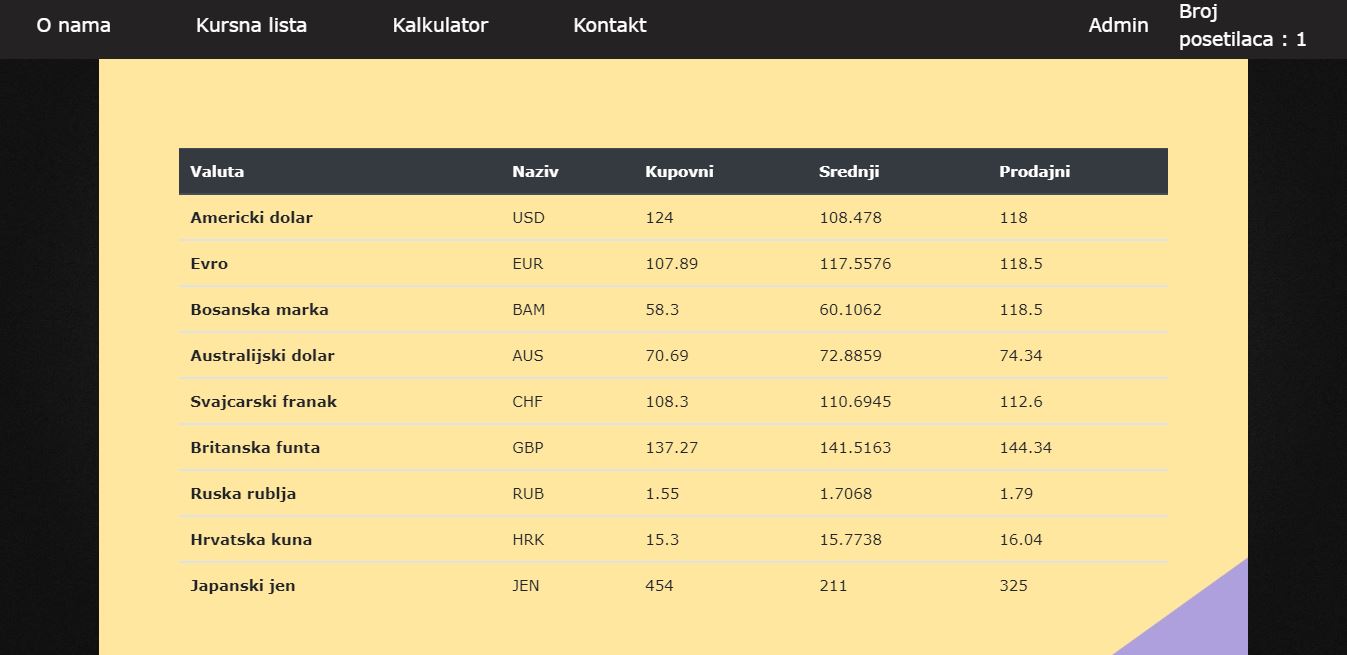 O nama Kursna lista Kalkulator Kontakt Admin Broj
posetilaca : 1
Valuta Naziv Kupovni Srednji Prodajni
Americki dolar USD 124 108.478 118
Evro EUR 107.89 117.5576 118.5
Bosanska marka BAM 58.3 60.1062 118.5
Australijski dolar AUS 70.69 72.8859 74.34
Svajcarski franak CHF 108.3 110.6945 112.6
Britanska funta GBP 137.27 141.5163 144.34
Ruska rublja RUB 1.55 1.7068 1.79
Hrvatska kuna HRK 15.3 15.7738 16.04
Japanski jen JEN 454 211 325